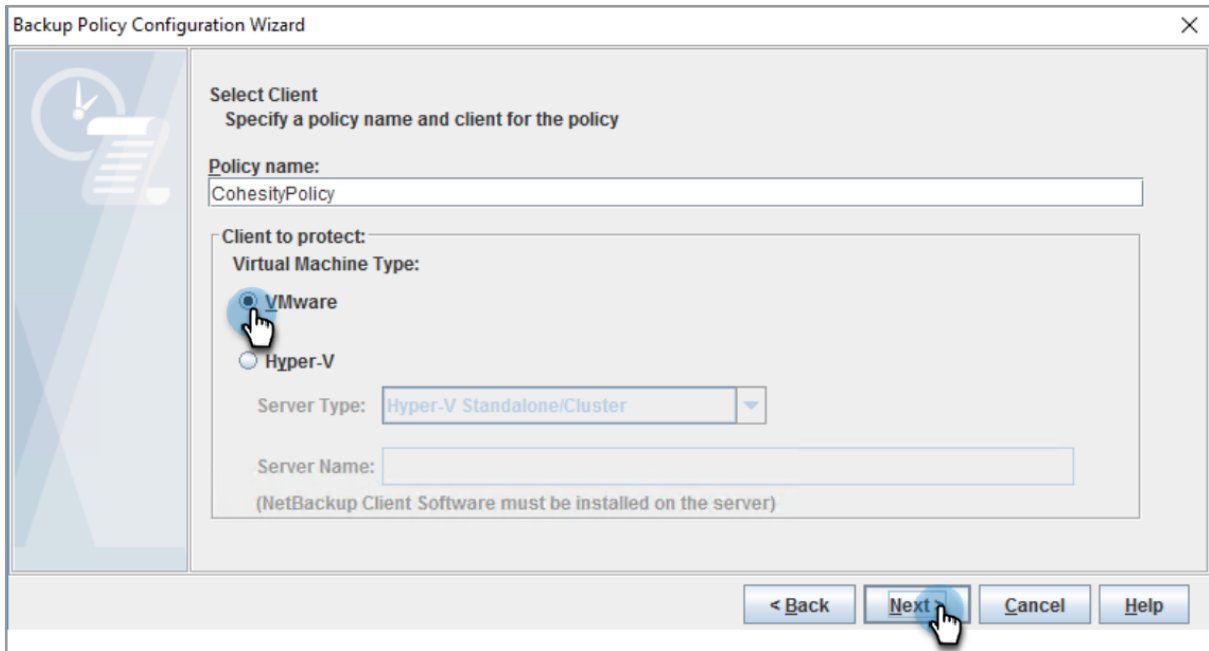 Backup Policy Configuration Wizard
Select Client
Specify a policy name and client for the policy
Policy name:
CohesityPolicy
Client to protect:
Virtual Machine Type:
VMware
Hyper-V
Server Type: Hyper-V Standalone/Cluster
Server Name:
(NetBackup Client Software must be installed on the server)
< Back Next > Cancel Help